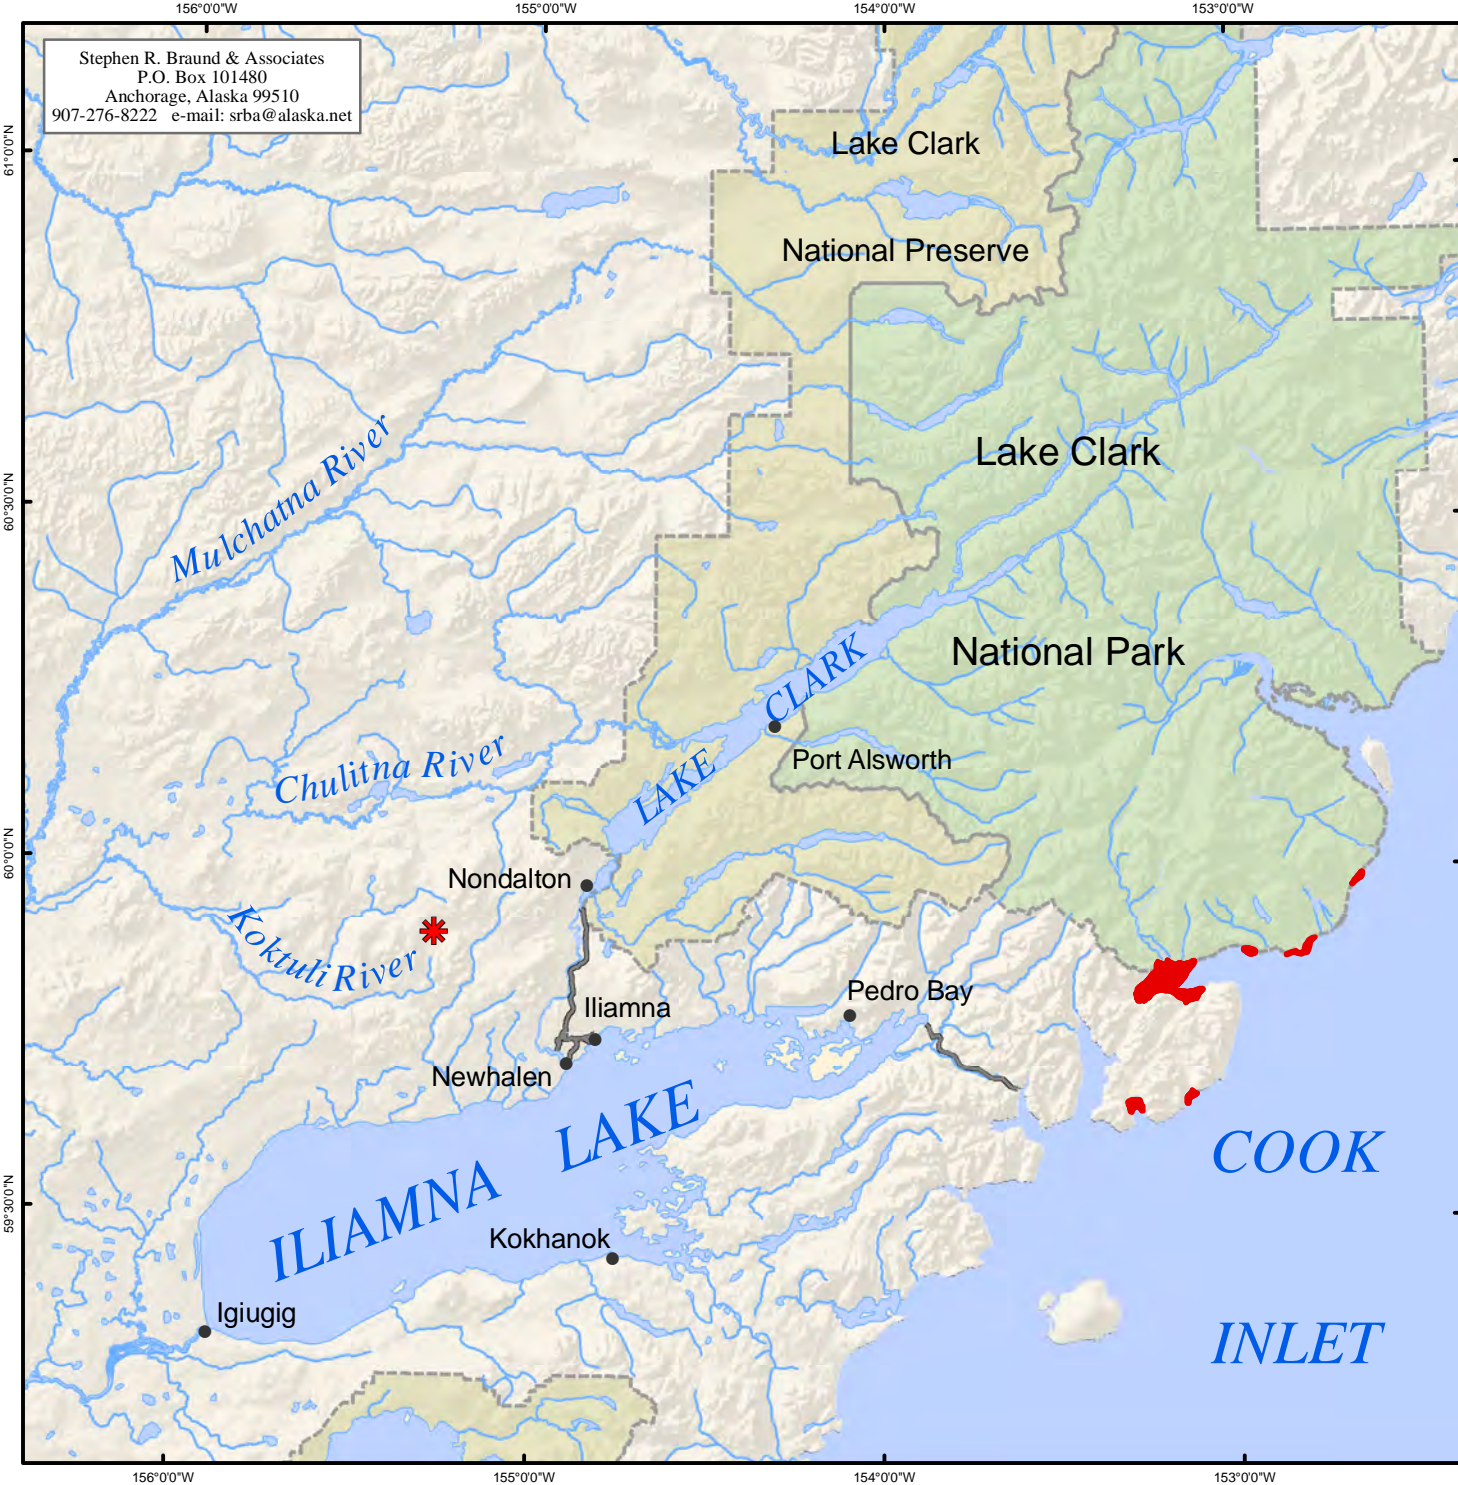 156°0'0"W
155°0'0"W
154°0'0"W
153°0'0"W
Stephen R. Braund & Associates
P.O. Box 101480
Anchorage, Alaska 99510
907-276-8222 e-mail: srba@alaska.net
61°0'0"N
Lake Clark
National Preserve
Lake Clark
Mulchatna River
60°30'0"N
National Park
LAKE CLARK
Port Alsworth
Chulitna River
60°0'0"N
Nondalton
Koktuli River
Pedro Bay
Iliamna
Newhalen
ILIAMNA LAKE
COOK
59°30'0"N
Kokhanok
Igiugig
INLET
156°0'0"W
155°0'0"W
154°0'0"W
153°0'0"W